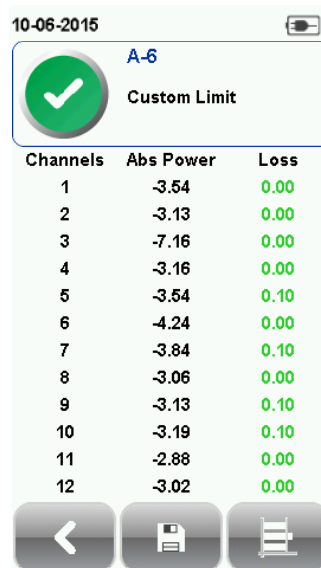 10-06-2015
A-6
Custom Limit
Channels Abs Power Loss
1 -3.54 0.00
2 -3.13 0.00
3 -7.16 0.00
4 -3.16 0.00
5 -3.54 0.10
6 -4.24 0.00
7 -3.84 0.10
8 -3.06 0.00
9 -3.13 0.10
10 -3.19 0.10
11 -2.88 0.00
12 -3.02 0.00